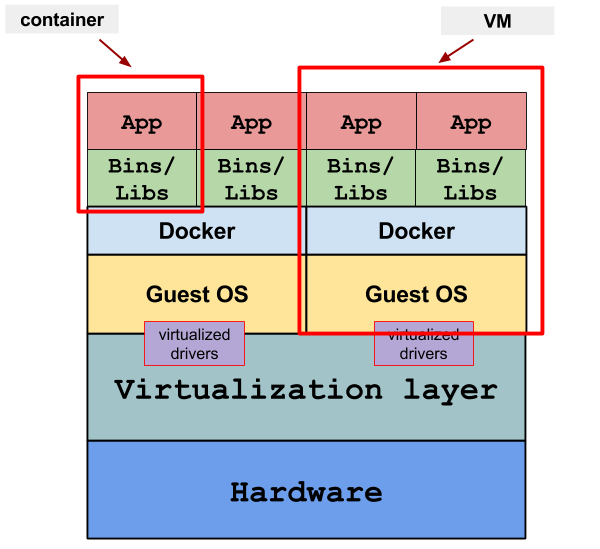 container
VM
App App App App
Bins/ Bins/ Bins/ Bins/
Libs Libs Libs Libs
Docker Docker
Guest OS Guest OS
virtualized virtualized
drivers drivers
Virtualization layer
Hardware